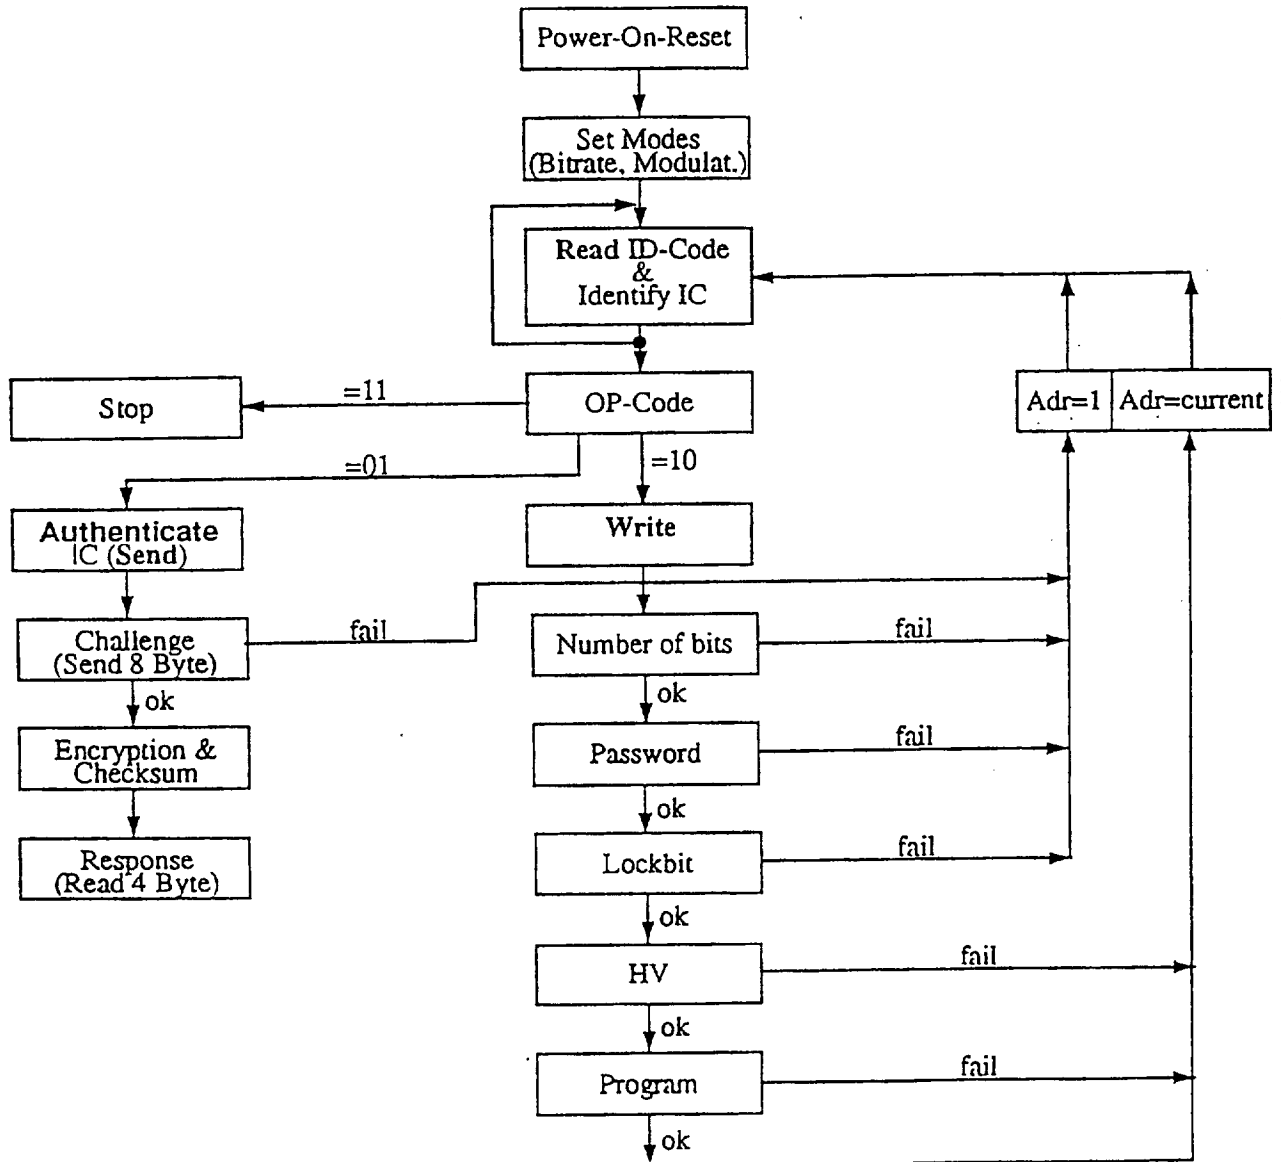 Power-On-Reset
Set Modes
(Bitrate, Modulat.)
Read ID-Code
&
Identify IC
OP-Code
=11
Stop
Adr=1
Adr=current
=01
=10
Authenticate
IC (Send)
Write
Challenge
(Send 8 Byte)
fail
Number of bits
fail
ok
ok
Encryption &
Checksum
Password
fail
ok
Response
(Read 4 Byte)
Lockbit
fail
ok
HV
fail
ok
Program
fail
ok